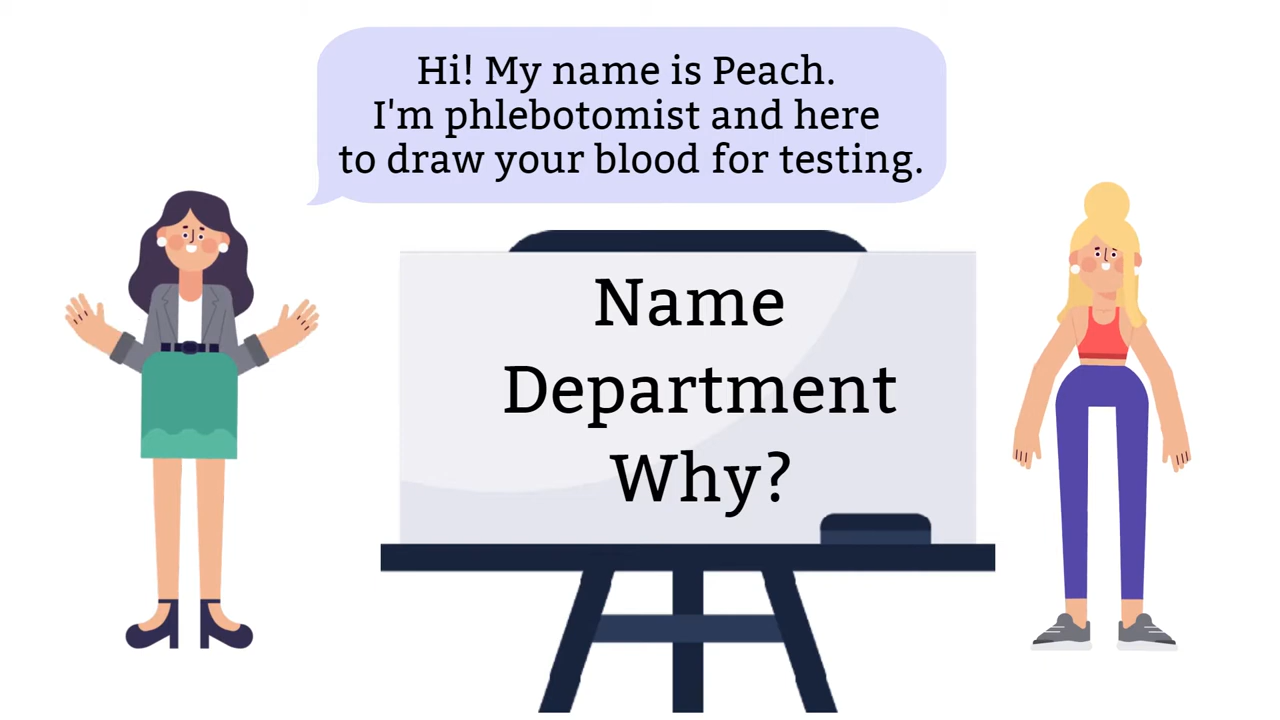 Hi! My name is Peach.
I'm phlebotomist and here
to draw your blood for testing.
Name
Department
Why?